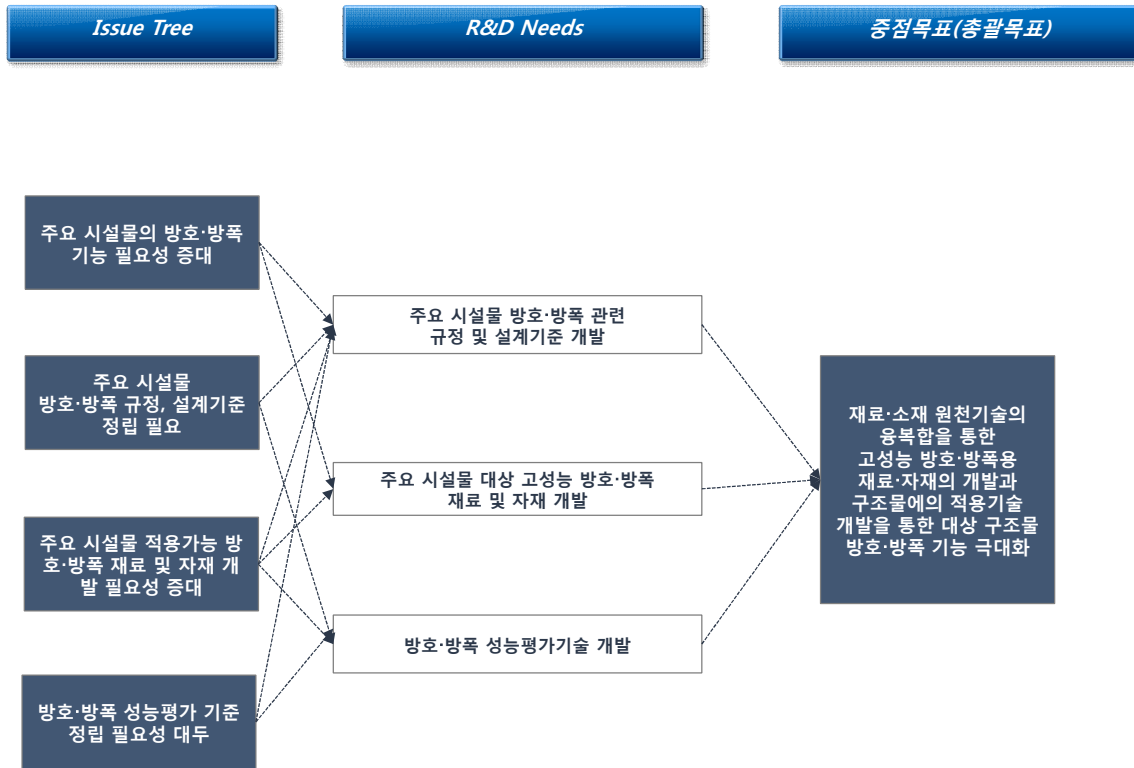 Issue Tree
R&D Needs
중점목표(총괄목표)
주요 시설물의 방호·방폭
기능 필요성 증대
주요 시설물
방호·방폭 규정, 설계기준
정립 필요
주요 시설물 적용가능 방
호·방폭 재료 및 자재 개
발 필요성 증대
방호·방폭 성능평가 기준
정립 필요성 대두
주요 시설물 방호·방폭 관련
규정 및 설계기준 개발
주요 시설물 대상 고성능 방호·방폭
재료 및 자재 개발
방호·방폭 성능평가기술 개발
재료·소재 원천기술의
융복합을 통한
고성능 방호·방폭용
재료·자재의 개발과
구조물에의 적용기술
개발을 통한 대상 구조물
방호·방폭 기능 극대화